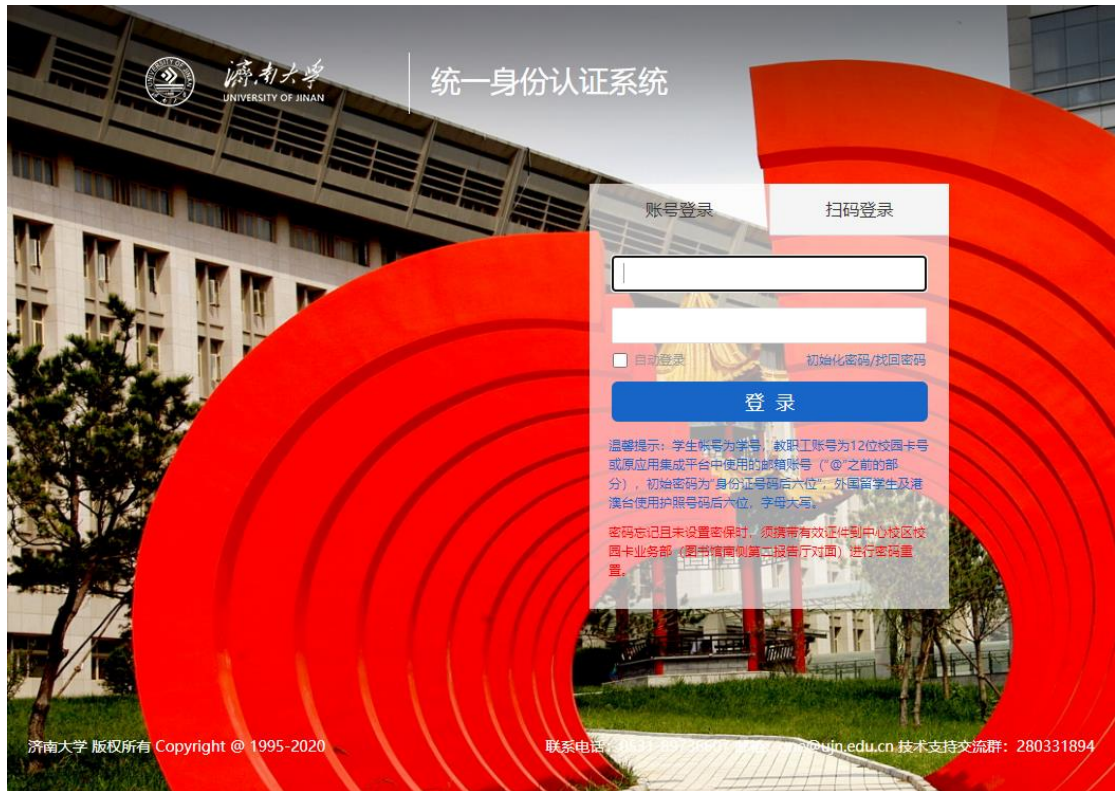 济南大学
UNIVERSITY OF JINAN
统一身份认证系统
账号登录
扫码登录
自动登录
初始化密码/找回密码
登 录
温馨提示：学生帐号为学号，教职工账号为12位校园卡号
或原应用集成平台中使用的邮箱账号（“@”之前的部
分），初始密码为“身份证号码后六位”，外国留学生及港
澳台使用护照号码后六位，字母大写。
密码忘记且未设置密保时，须携带有效证件到中心校区校
园卡业务部（图书馆南侧第二报告厅对面）进行密码重
置。
济南大学 版权所有 Copyright @ 1995-2020
联系电话： @ujn.edu.cn 技术支持交流群：280331894